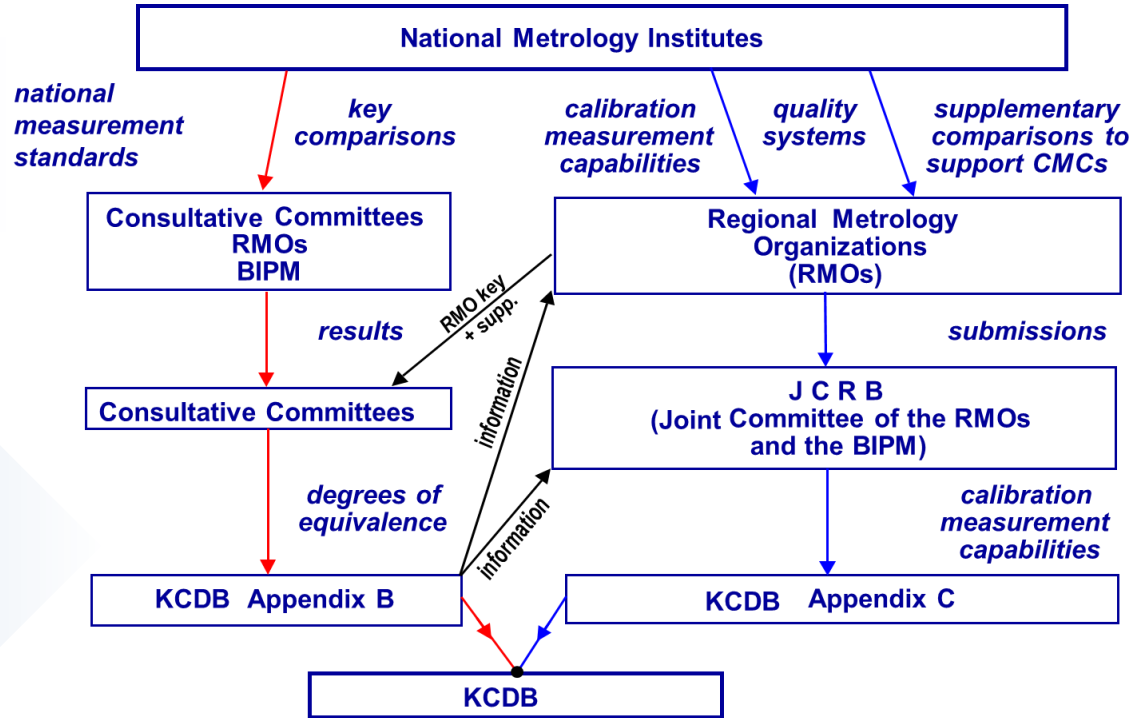 National Metrology Institutes
national
measurement
standards
key
comparisons
calibration
measurement
capabilities
quality
systems
supplementary
comparisons to
support CMCs
Consultative Committees
RMOs
BIPM
Regional Metrology
Organizations
(RMOs)
RMO key
+ supp.
results
submissions
information
Consultative Committees
J C R B
(Joint Committee of the RMOs
and the BIPM)
degrees of
equivalence
information
calibration
measurement
capabilities
KCDB Appendix B
KCDB Appendix C
KCDB